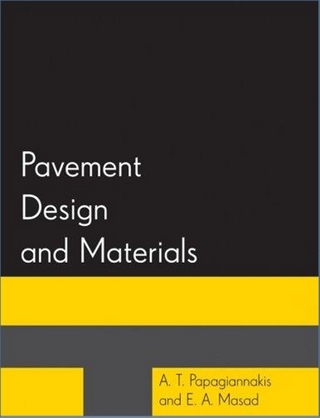 Pavement
Design
and Materials
A. T. Papagiannakis
and E. A. Masad